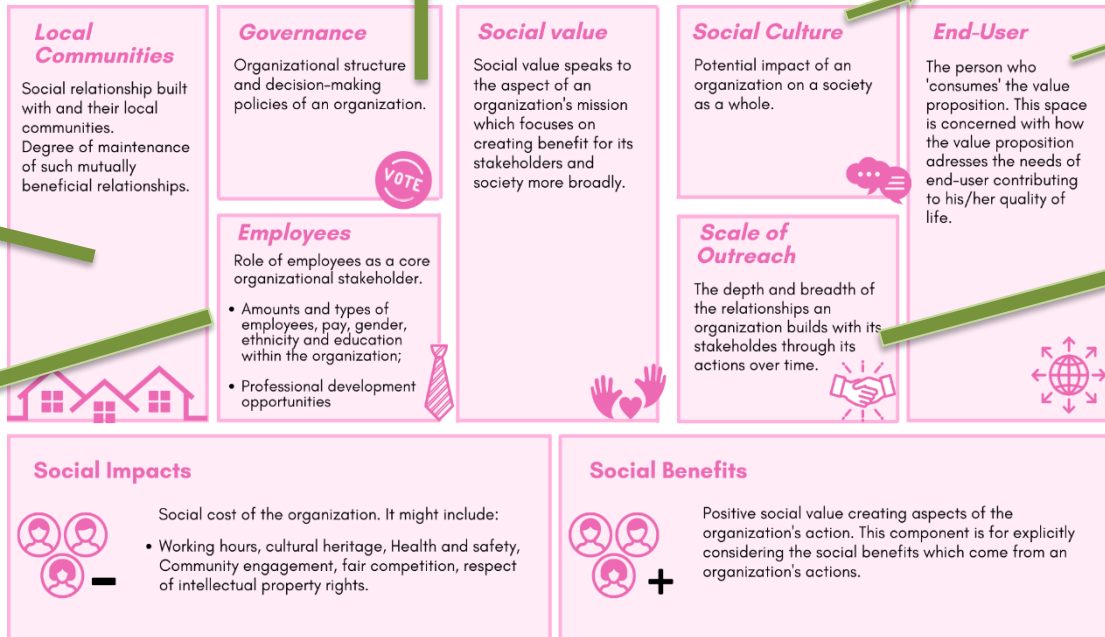 Local
Communities
Social relationship built
with and their local
communities.
Degree of maintenance
of such mutually
beneficial relationships.
Governance
Organizational structure
and decision-making
policies of an organization.
VOTE
Employees
Role of employees as a core
organizational stakeholder.
• Amounts and types of
employees, pay, gender,
ethnicity and education
within the organization;
• Professional development
opportunities
Social value
Social value speaks to
the aspect of an
organization's mission
which focuses on
creating benefit for its
stakeholders and
society more broadly.
Social Culture
Potential impact of an
organization on a society
as a whole.
Scale of
Outreach
The depth and breadth of
the relationships an
organization builds with its
stakeholdes through its
actions over time.
End-User
The person who
'consumes' the value
proposition. This space
is concerned with how
the value proposition
adresses the needs of
end-user contributing
to his/her quality of
life.
Social Impacts
Social cost of the organization. It might include:
• Working hours, cultural heritage, Health and safety,
Community engagement, fair competition, respect
of intellectual property rights.
Social Benefits
Positive social value creating aspects of the
organization's action. This component is for explicitly
considering the social benefits which come from an
organization's actions.